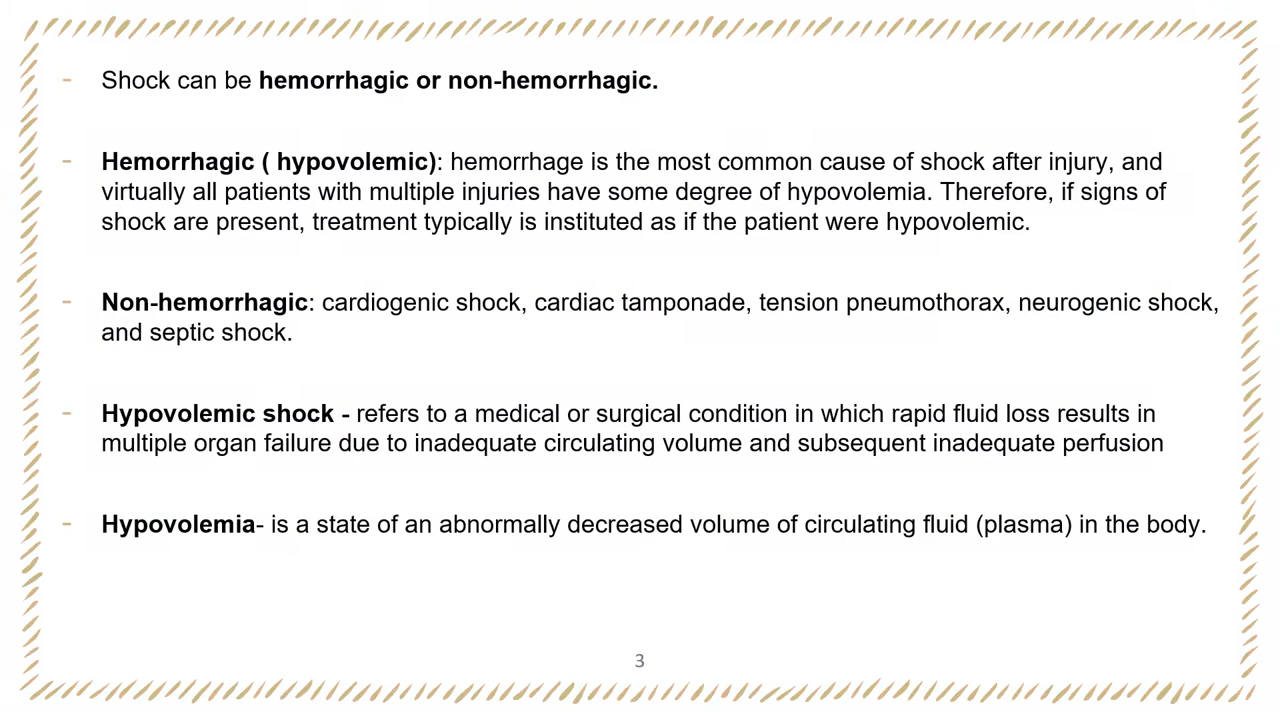 - Shock can be hemorrhagic or non-hemorrhagic.
- Hemorrhagic ( hypovolemic): hemorrhage is the most common cause of shock after injury, and
virtually all patients with multiple injuries have some degree of hypovolemia. Therefore, if signs of
shock are present, treatment typically is instituted as if the patient were hypovolemic.
- Non-hemorrhagic: cardiogenic shock, cardiac tamponade, tension pneumothorax, neurogenic shock,
and septic shock.
- Hypovolemic shock - refers to a medical or surgical condition in which rapid fluid loss results in
multiple organ failure due to inadequate circulating volume and subsequent inadequate perfusion
- Hypovolemia- is a state of an abnormally decreased volume of circulating fluid (plasma) in the body.
3